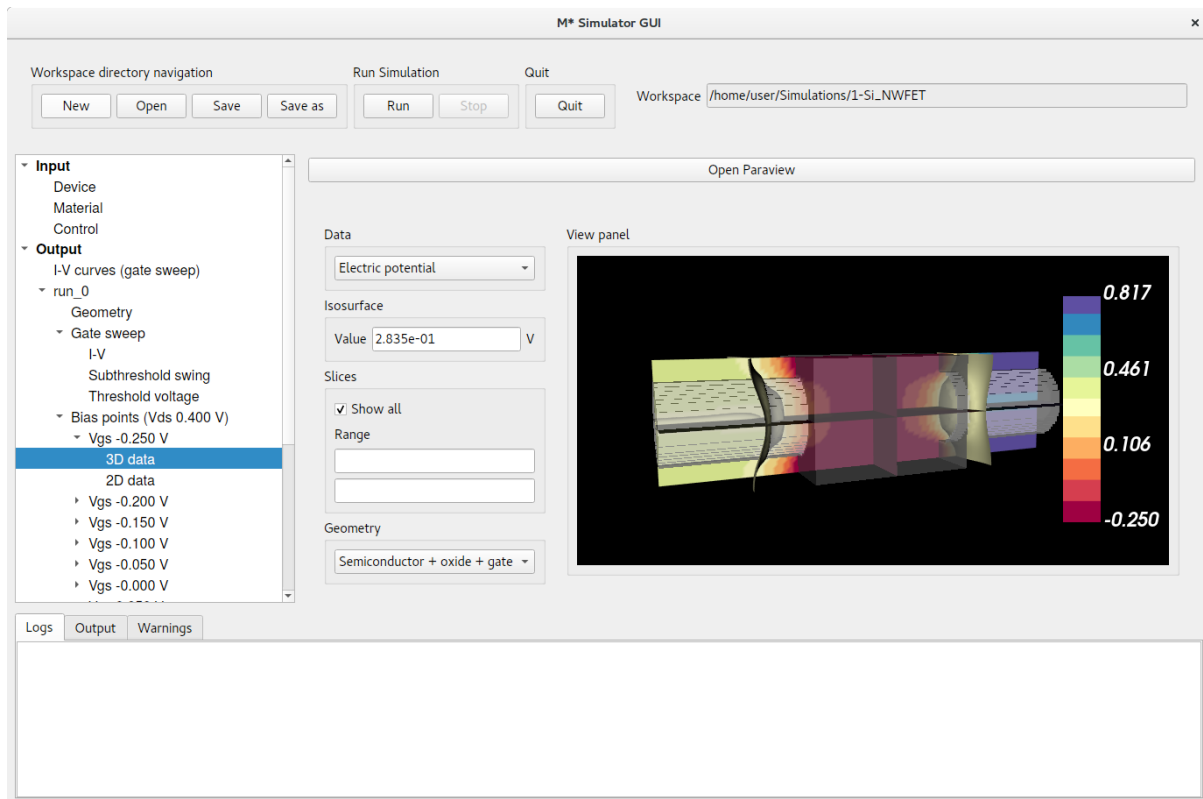 M* Simulator GUI
×
Workspace directory navigation
Run Simulation
Quit
New
Open
Save
Save as
Run
Stop
Quit
Workspace
/home/user/Simulations/1-Si_NWFET
Input
Device
Material
Control
Output
I-V curves (gate sweep)
run_0
Geometry
Gate sweep
I-V
Subthreshold swing
Threshold voltage
Bias points (Vds 0.400 V)
Vgs -0.250 V
3D data
2D data
Vgs -0.200 V
Vgs -0.150 V
Vgs -0.100 V
Vgs -0.050 V
Vgs -0.000 V
Open Paraview
Data
Electric potential
Isosurface
Value 2.835e-01 V
Slices
Show all
Range
Geometry
Semiconductor + oxide + gate
View panel
0.817
0.461
0.106
-0.250
Logs
Output
Warnings